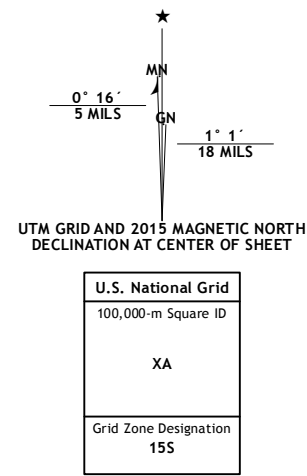 ★
MN
0° 16´
5 MILS
GN
1° 1´
18 MILS
UTM GRID AND 2015 MAGNETIC NORTH
DECLINATION AT CENTER OF SHEET
U.S. National Grid
100,000-m Square ID
XA
Grid Zone Designation
15S